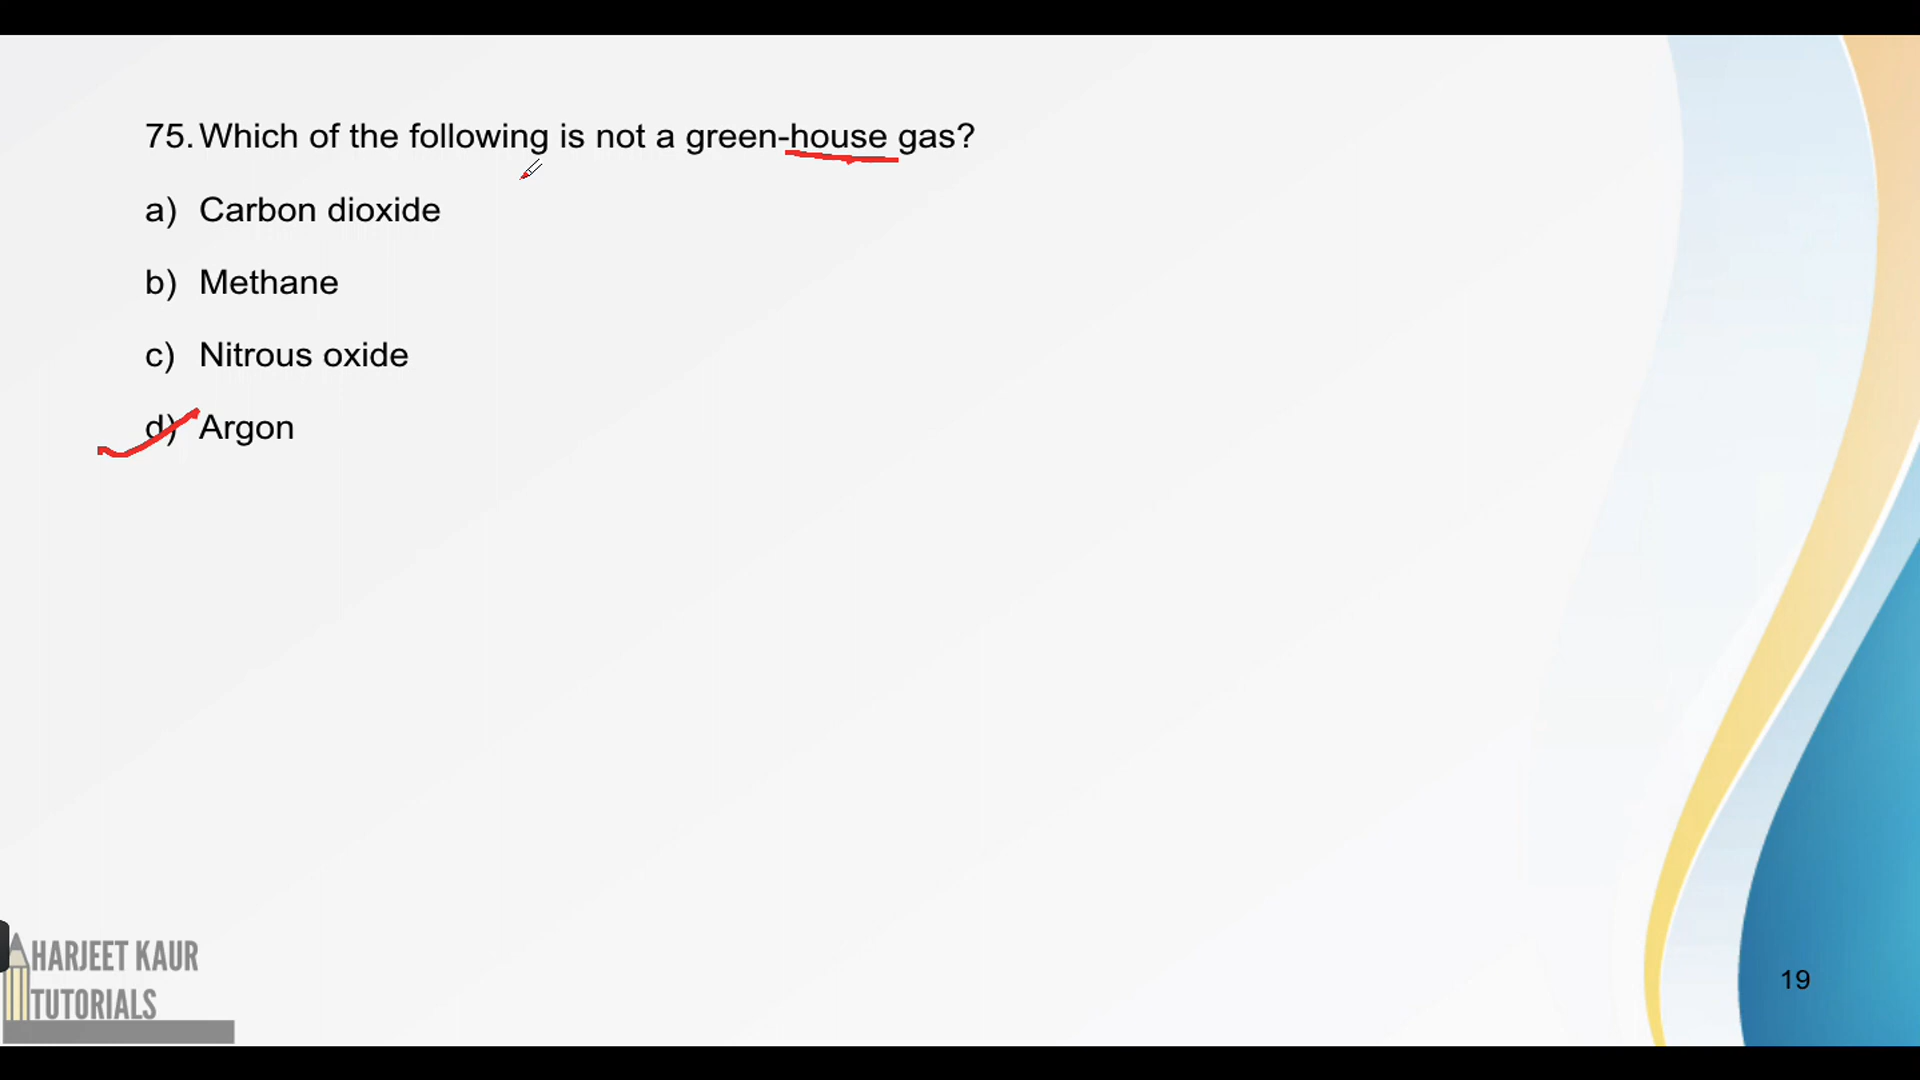 75. Which of the following is not a green-house gas?
a) Carbon dioxide
b) Methane
c) Nitrous oxide
d) Argon
HARJEET KAUR
TUTORIALS
19